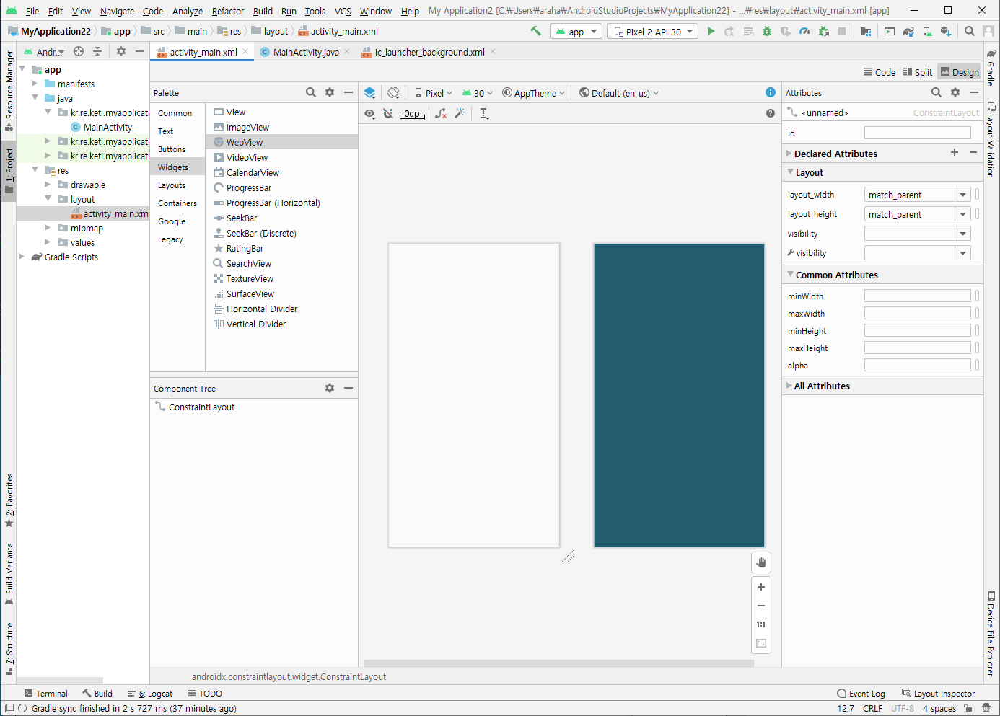 File Edit View Navigate Code Analyze Refactor Build Run Tools VCS Window Help My Application2 [C:₩Users₩araha₩AndroidStudioProjects₩MyApplication22] - ...₩res₩layout₩activity_main.xml [app]
MyApplication22 app src main res layout activity_main.xml app Pixel 2 API 30
Resource Manager
1: Project
2: Favorites
Build Variants
7: Structure
Andr..
app
manifests
java
kr.re.keti.myapplicati
MainActivity
kr.re.keti.myapplicati
kr.re.keti.myapplicati
res
drawable
layout
activity_main.xm
mipmap
values
Gradle Scripts
activity_main.xml MainActivity.java ic_launcher_background.xml
Code Split Design
Palette
Common
Text
Buttons
Widgets
Layouts
Containers
Google
Legacy
View
ImageView
WebView
VideoView
CalendarView
ProgressBar
ProgressBar (Horizontal)
SeekBar
SeekBar (Discrete)
RatingBar
SearchView
TextureView
SurfaceView
Horizontal Divider
Vertical Divider
Component Tree
ConstraintLayout
Pixel 30 AppTheme Default (en-us)
0dp
1:1
Attributes
<unnamed> ConstraintLayout
id
Declared Attributes
Layout
layout_width match_parent
layout_height match_parent
visibility
visibility
Common Attributes
minWidth
maxWidth
minHeight
maxHeight
alpha
All Attributes
Gradle
Layout Validation
Device File Explorer
androidx.constraintlayout.widget.ConstraintLayout
Terminal Build 6: Logcat TODO Event Log Layout Inspector
Gradle sync finished in 2 s 727 ms (37 minutes ago) 12:7 CRLF UTF-8 4 spaces